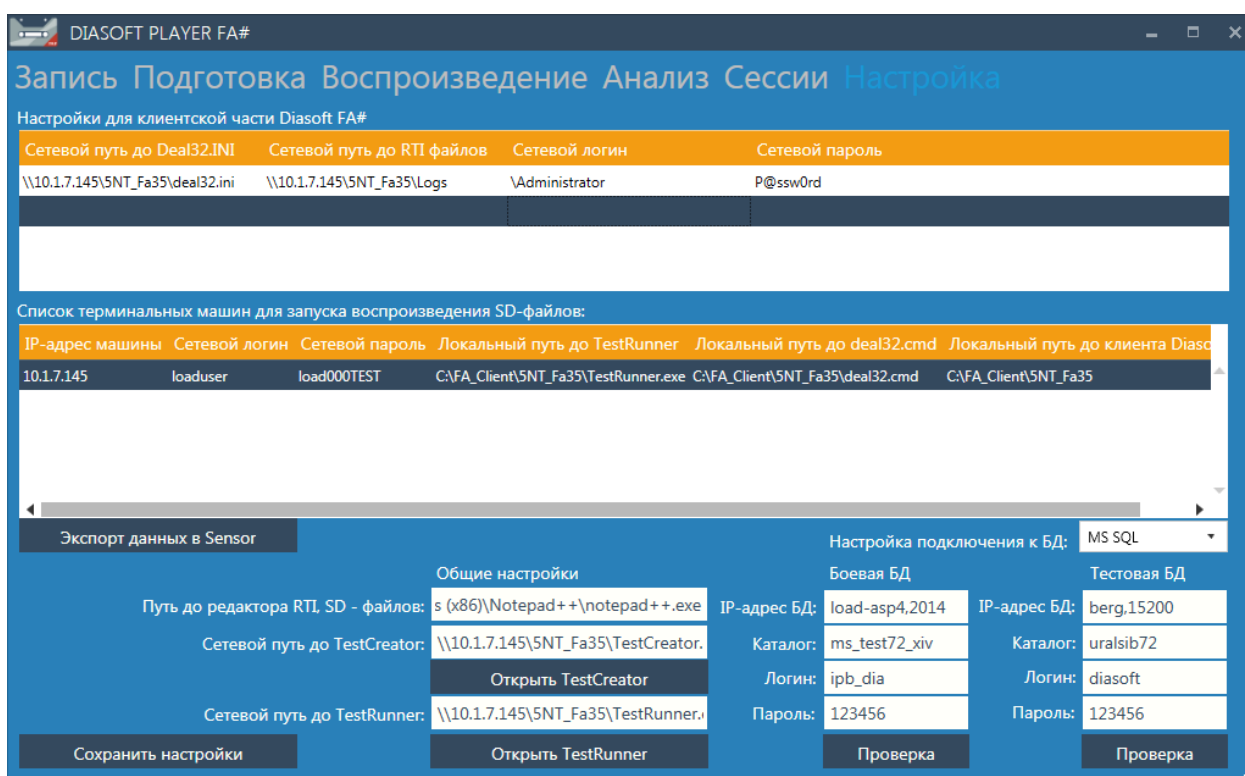 DIASOFT PLAYER FA#
Запись Подготовка Воспроизведение Анализ Сессии Настройка
Настройки для клиентской части Diasoft FA#
Сетевой путь до Deal32.INI Сетевой путь до RTI файлов Сетевой логин Сетевой пароль
\\10.1.7.145\5NT_Fa35\deal32.ini \\10.1.7.145\5NT_Fa35\Logs \Administrator P@ssw0rd
Список терминальных машин для запуска воспроизведения SD-файлов:
IP-адрес машины Сетевой логин Сетевой пароль Локальный путь до TestRunner Локальный путь до deal32.cmd Локальный путь до клиента Diaso
10.1.7.145 loaduser load000TEST C:\FA_Client\5NT_Fa35\TestRunner.exe C:\FA_Client\5NT_Fa35\deal32.cmd C:\FA_Client\5NT_Fa35
Экспорт данных в Sensor Настройка подключения к БД: MS SQL
Общие настройки Боевая БД Тестовая БД
Путь до редактора RTI, SD - файлов: s (x86)\Notepad++\notepad++.exe IP-адрес БД: load-asp4,2014 IP-адрес БД: berg,15200
Сетевой путь до TestCreator: \\10.1.7.145\5NT_Fa35\TestCreator. Каталог: ms_test72_xiv Каталог: uralsib72
Открыть TestCreator Логин: ipb_dia Логин: diasoft
Сетевой путь до TestRunner: \\10.1.7.145\5NT_Fa35\TestRunner. Пароль: 123456 Пароль: 123456
Сохранить настройки Открыть TestRunner Проверка Проверка